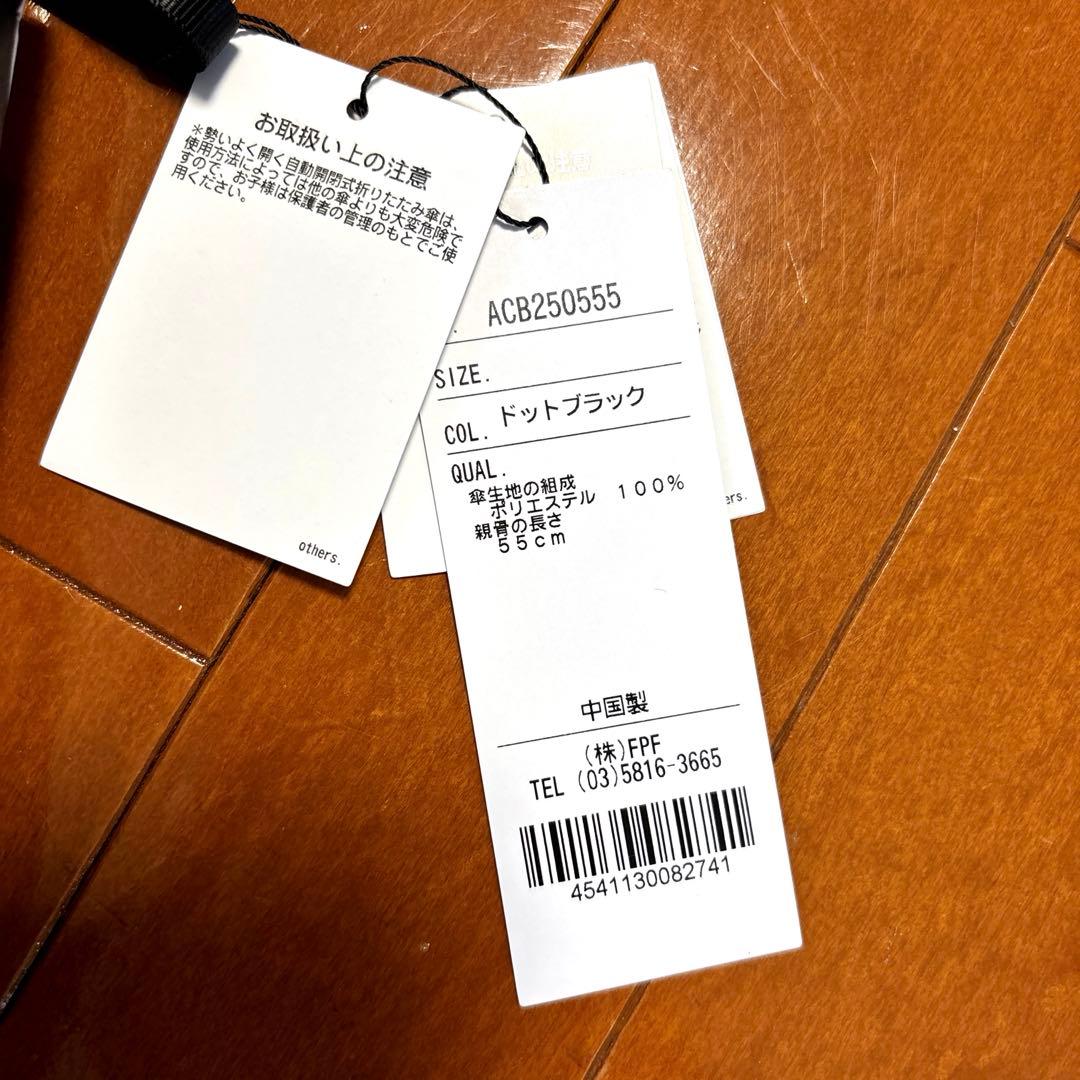 お取扱い上の注意
＊勢いよく開く自動開閉式折りたたみ傘は、
使用方法によっては他の傘よりも大変危険で
すので、お子様は保護者の管理のもとでご使
用ください。
others.
注意
ACB250555
SIZE.
COL. ドットブラック
QUAL.
傘生地の組成
ポリエステル １００％
親骨の長さ
５５ｃｍ
ers.
中国製
(株)FPF
TEL (03)5816-3665
4541130082741